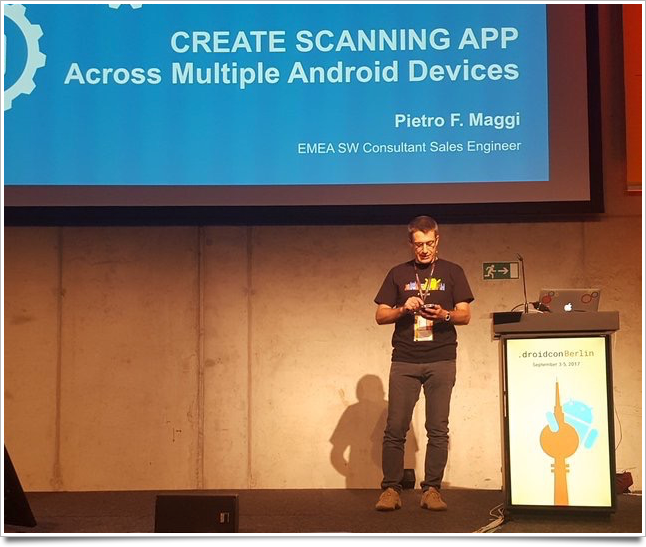 CREATE SCANNING APP
Across Multiple Android Devices
Pietro F. Maggi
EMEA SW Consultant Sales Engineer
.droidconBerlin
September 3-5, 2017